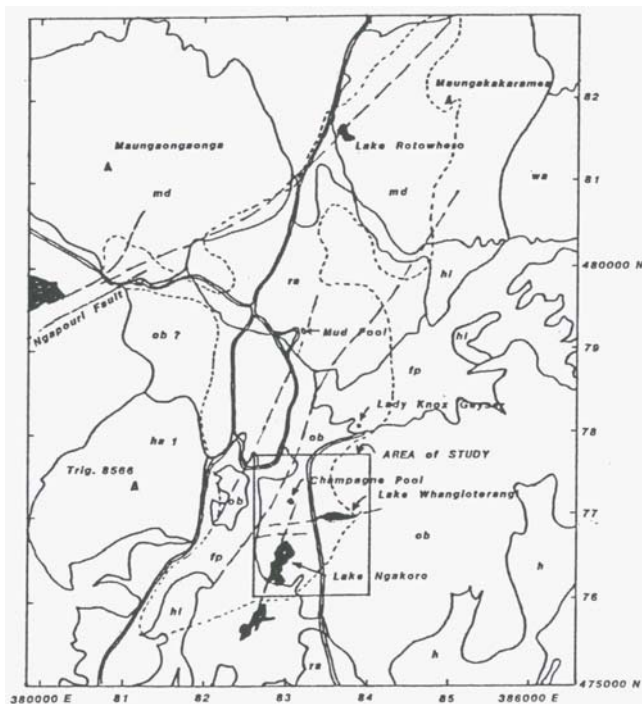 82
Maungakakaramea
Maungaongaonga
Lake Rotowheso
md
md
81
wa
480000 N
ra
hl
Ngapouri Fault
Mud Pool
hl
ob ?
79
fp
Lady Knox Geyser
ob
78
AREA of STUDY
ha 1
Champagne Pool
Trig. 8566
Lake Whangioterang
ob
77
ob
fp
h
Lake Ngakoro
76
hl
h
ra
475000 N
380000 E 81 82 83 84 85 386000 E